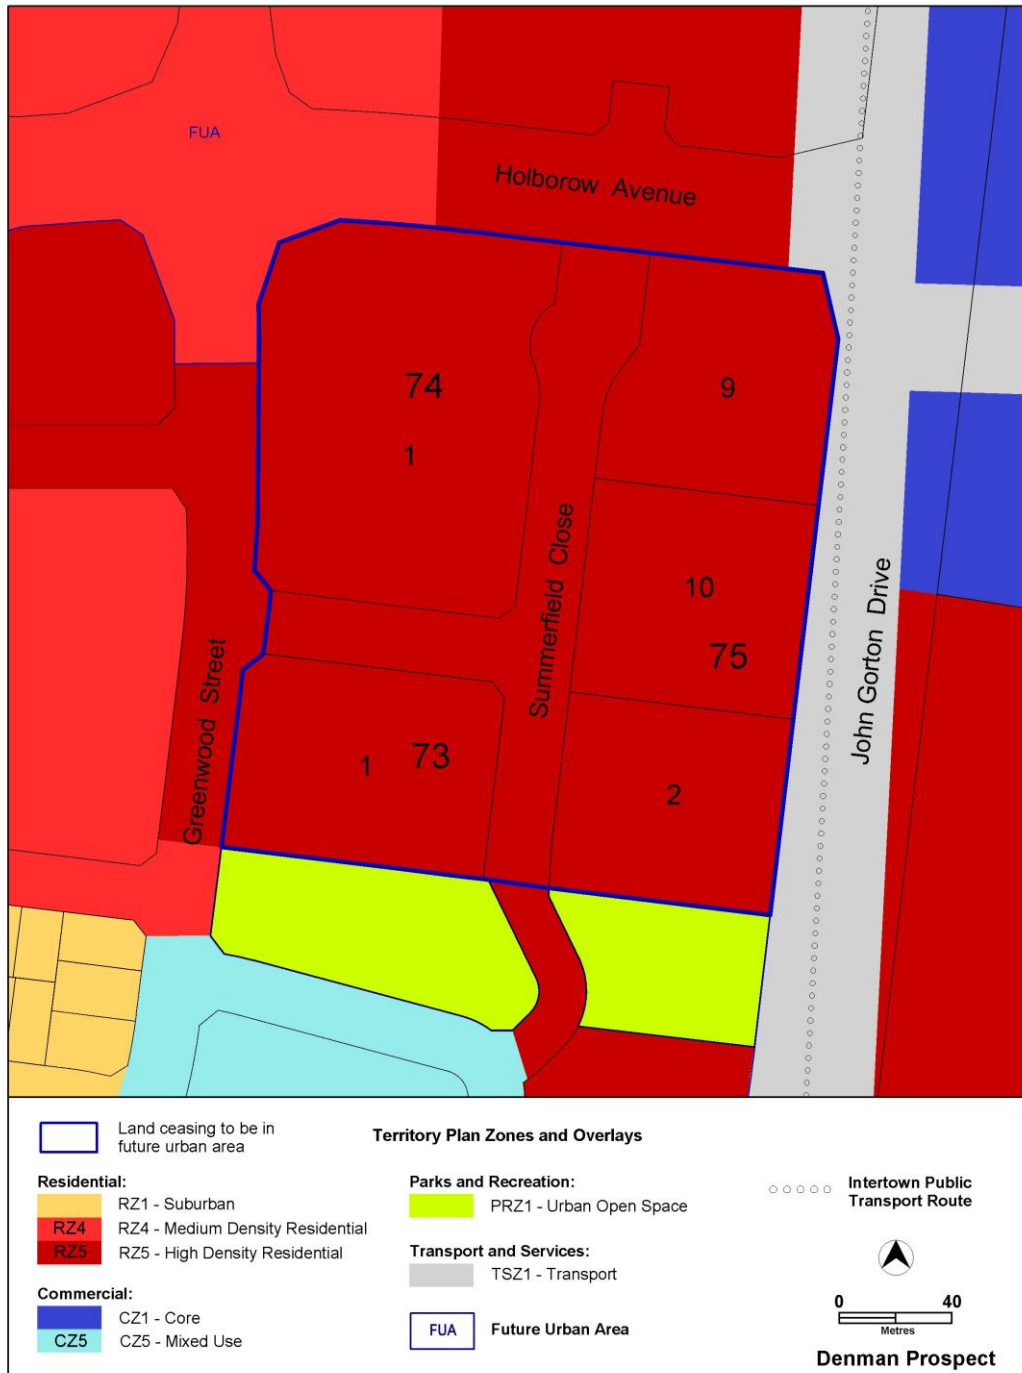 FUA
Holborow Avenue
74
1
9
Summerfield Close
10
75
John Gorton Drive
Greenwood Street
1
73
2
Land ceasing to be in
future urban area
Territory Plan Zones and Overlays
Residential:
RZ1 - Suburban
RZ4 RZ4 - Medium Density Residential
RZ5 RZ5 - High Density Residential
Commercial:
CZ1 - Core
CZ5 CZ5 - Mixed Use
Parks and Recreation:
PRZ1 - Urban Open Space
Transport and Services:
TSZ1 - Transport
FUA Future Urban Area
Intertown Public
Transport Route
0 40
Metres
Denman Prospect